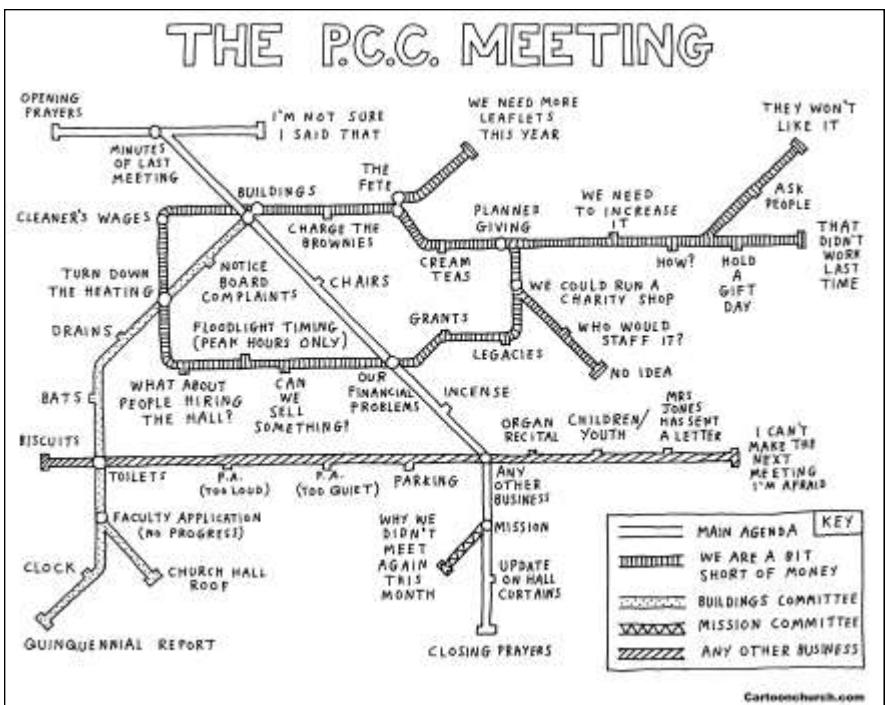 THE P.C.C. MEETING
OPENING
PRAYERS
I'M NOT SURE
I SAID THAT
MINUTES
OF LAST
MEETING
WE NEED MORE
LEAFLETS
THIS YEAR
THEY WON'T
LIKE IT
BUILDINGS
THE
FETE
CLEANER'S WAGES
CHARGE THE
BROWNIES
PLANNED
GIVING
WE NEED
TO INCREASE
IT
ASK
PEOPLE
CREAM
TEAS
HOW?
HOLD
A
GIFT
DAY
THAT
DIDN'T
WORK
LAST
TIME
TURN DOWN
THE HEATING
NOTICE
BOARD
COMPLAINTS
CHAIRS
WE COULD RUN A
CHARITY SHOP
DRAINS
FLOODLIGHT TIMING
(PEAK HOURS ONLY)
GRANTS
LEGACIES
WHO WOULD
STAFF IT?
NO IDEA
WHAT ABOUT
PEOPLE HIRING
THE HALL?
CAN
WE
SELL
SOMETHING?
OUR
FINANCIAL
PROBLEMS
INCENSE
BATS
BISCUITS
TOILETS
P.A.
(TOO LOUD)
P.A.
(TOO QUIET)
PARKING
ANY
OTHER
BUSINESS
ORGAN
RECITAL
CHILDREN/
YOUTH
MRS
JONES
HAS SENT
A LETTER
I CAN'T
MAKE THE
NEXT
MEETING
I'M AFRAID
FACULTY APPLICATION
(NO PROGRESS)
WHY WE
DIDN'T
MEET
AGAIN
THIS
MONTH
MISSION
CLOCK
CHURCH HALL
ROOF
UPDATE
ON HALL
CURTAINS
QUINQUENNIAL REPORT
CLOSING PRAYERS
KEY
MAIN AGENDA
WE ARE A BIT
SHORT OF MONEY
BUILDINGS COMMITTEE
MISSION COMMITTEE
ANY OTHER BUSINESS
Cartoonchurch.com